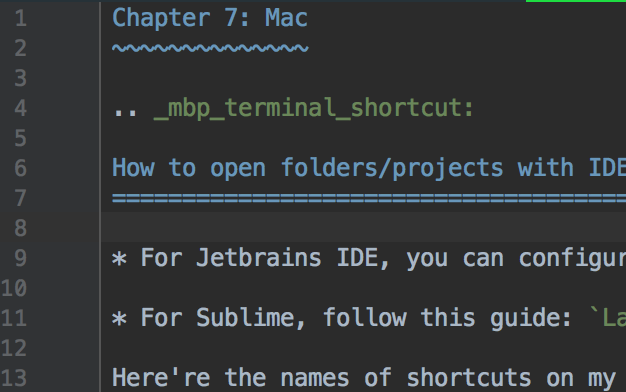 1 Chapter 7: Mac
2 ~~~~~~~~~~~~~~
3
4 .. _mbp_terminal_shortcut:
5
6 How to open folders/projects with IDE
7 =====================================
8
9 * For Jetbrains IDE, you can configur
10
11 * For Sublime, follow this guide: `La
12
13 Here're the names of shortcuts on my